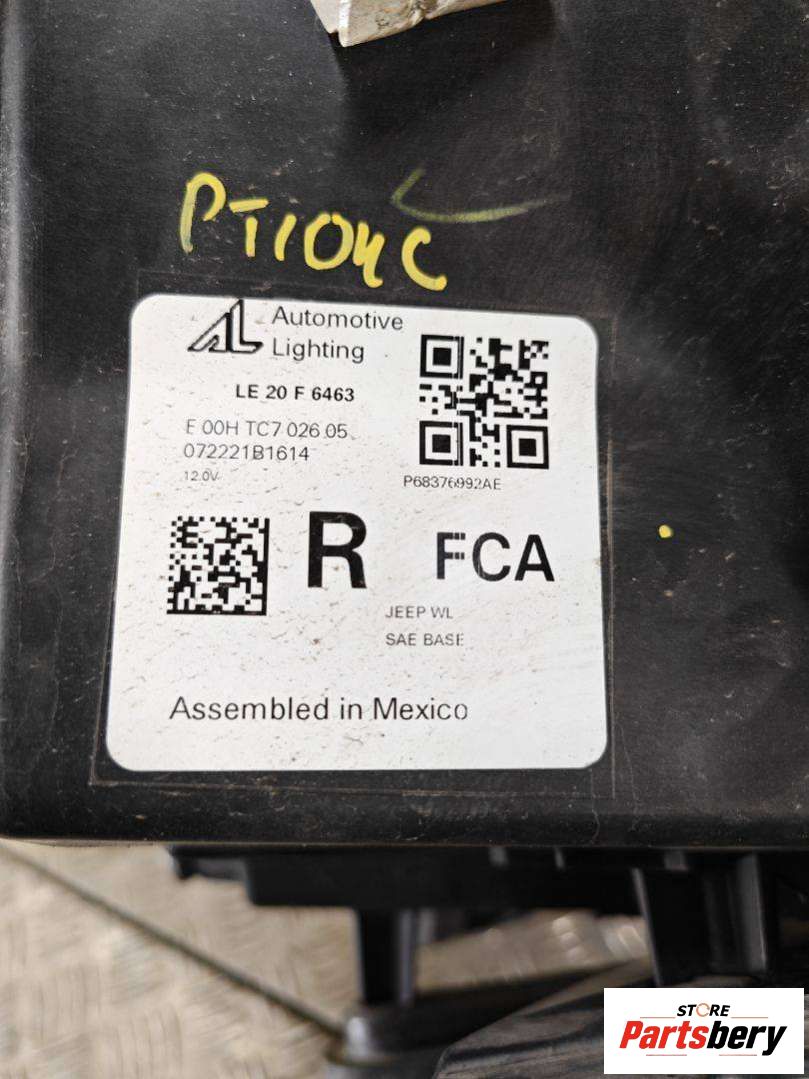 PT104C
AL Automotive
Lighting
LE 20 F 6463
E 00H TC7 026 05
072221B1614
12.0V
P68376992AE
R FCA
JEEP WL
SAE BASE
Assembled in Mexico
STORE
Partsbery